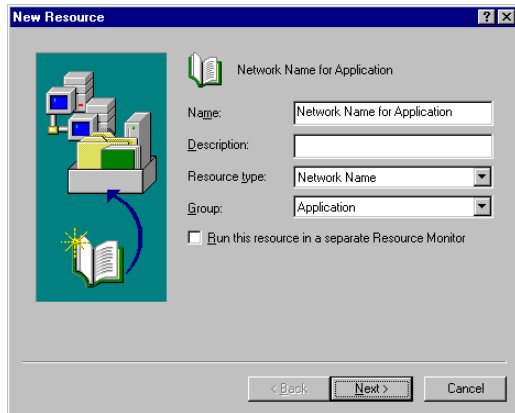 New Resource
Network Name for Application
Name: Network Name for Application
Description:
Resource type: Network Name
Group: Application
Run this resource in a separate Resource Monitor
< Back Next > Cancel